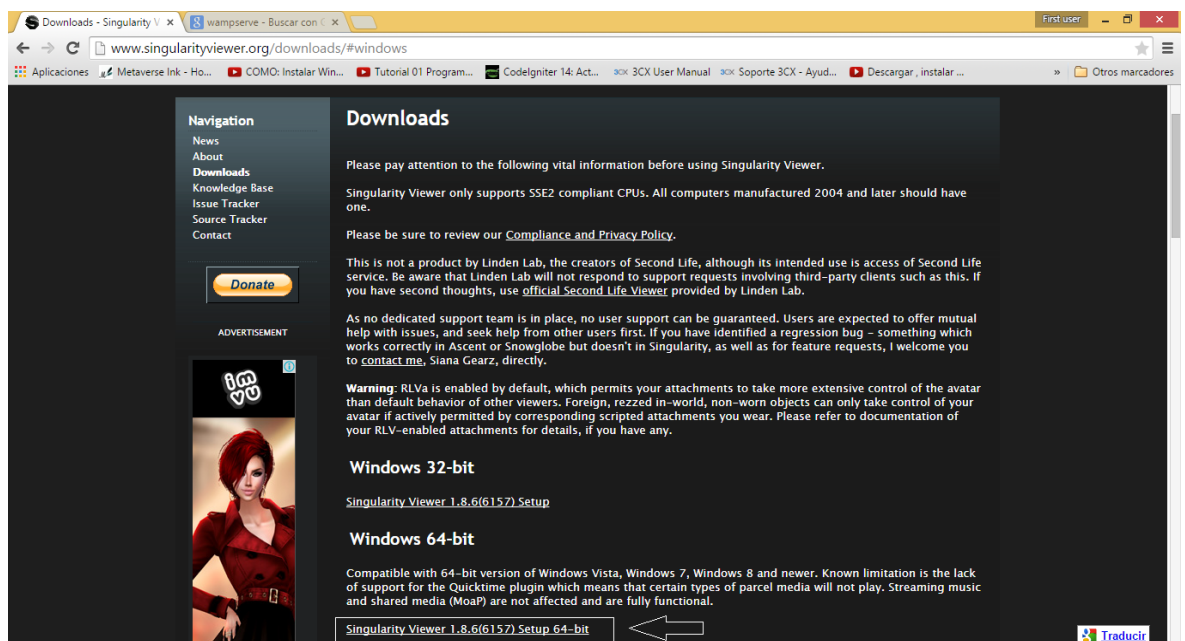 Downloads - Singularity V
wampserve - Buscar con G
First user
www.singularityviewer.org/downloads/#windows
Aplicaciones
Metaverse Ink - Ho...
COMO: Instalar Win...
Tutorial 01 Program...
CodeIgniter 14: Act...
3CX User Manual
Soporte 3CX - Ayud...
Descargar , instalar ...
»
Otros marcadores
Navigation
News
About
Downloads
Knowledge Base
Issue Tracker
Source Tracker
Contact
Donate
ADVERTISEMENT
imvu
Downloads
Please pay attention to the following vital information before using Singularity Viewer.
Singularity Viewer only supports SSE2 compliant CPUs. All computers manufactured 2004 and later should have
one.
Please be sure to review our Compliance and Privacy Policy.
This is not a product by Linden Lab, the creators of Second Life, although its intended use is access of Second Life
service. Be aware that Linden Lab will not respond to support requests involving third-party clients such as this. If
you have second thoughts, use official Second Life Viewer provided by Linden Lab.
As no dedicated support team is in place, no user support can be guaranteed. Users are expected to offer mutual
help with issues, and seek help from other users first. If you have identified a regression bug – something which
works correctly in Ascent or Snowglobe but doesn't in Singularity, as well as for feature requests, I welcome you
to contact me, Siana Gearz, directly.
Warning: RLVa is enabled by default, which permits your attachments to take more extensive control of the avatar
than default behavior of other viewers. Foreign, rezzed in-world, non-worn objects can only take control of your
avatar if actively permitted by corresponding scripted attachments you wear. Please refer to documentation of
your RLV-enabled attachments for details, if you have any.
Windows 32-bit
Singularity Viewer 1.8.6(6157) Setup
Windows 64-bit
Compatible with 64-bit version of Windows Vista, Windows 7, Windows 8 and newer. Known limitation is the lack
of support for the Quicktime plugin which means that certain types of parcel media will not play. Streaming music
and shared media (MoaP) are not affected and are fully functional.
Singularity Viewer 1.8.6(6157) Setup 64-bit
Traducir